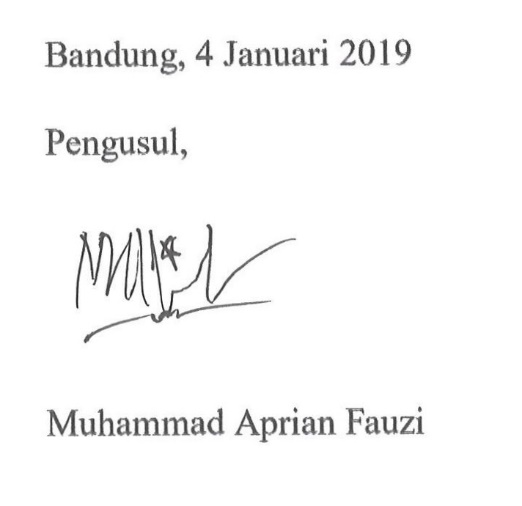 Bandung, 4 Januari 2019
Pengusul,
Muhammad Aprian Fauzi